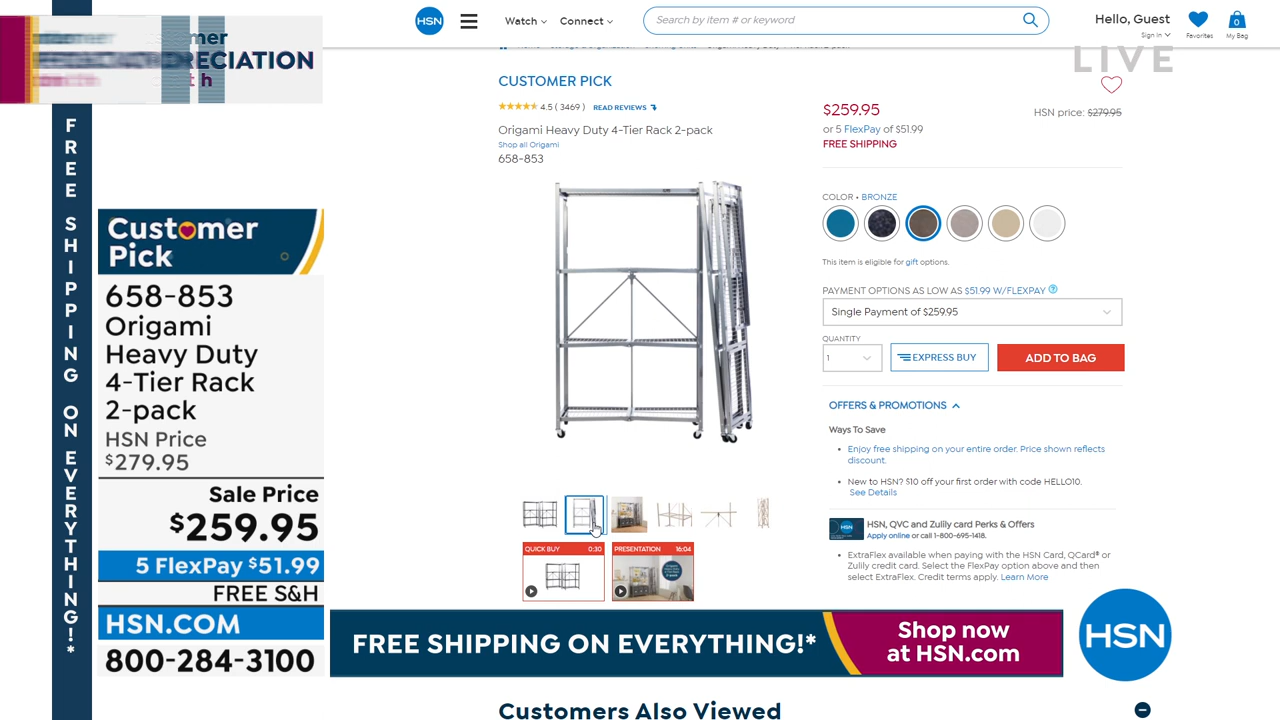 HSN
Watch
Connect
Search by item # or keyword
Hello, Guest
Sign in
Favorites
0
My Bag
LIVE
CUSTOMER PICK
4.5 ( 3469 ) READ REVIEWS
Origami Heavy Duty 4-Tier Rack 2-pack
Shop all Origami
658-853
$259.95
HSN price: $279.95
or 5 FlexPay of $51.99
FREE SHIPPING
COLOR • BRONZE
This item is eligible for gift options.
PAYMENT OPTIONS AS LOW AS $51.99 W/FLEXPAY
Single Payment of $259.95
QUANTITY
1
EXPRESS BUY
ADD TO BAG
OFFERS & PROMOTIONS
Ways To Save
• Enjoy free shipping on your entire order. Price shown reflects
discount.
• New to HSN? $10 off your first order with code HELLO10.
See Details
HSN, QVC and Zulily card Perks & Offers
Apply online or call 1-800-695-1418.
• ExtraFlex available when paying with the HSN Card, QCard® or
Zulily credit card. Select the FlexPay option above and then
select ExtraFlex. Credit terms apply. Learn More
QUICK BUY 0:30
PRESENTATION 16:04
FREE SHIPPING ON EVERYTHING!*
Customer
Pick
658-853
Origami
Heavy Duty
4-Tier Rack
2-pack
HSN Price
$279.95
Sale Price
$259.95
5 FlexPay $51.99
FREE S&H
HSN.COM
800-284-3100
FREE SHIPPING ON EVERYTHING!*
Shop now
at HSN.com
HSN
Customers Also Viewed